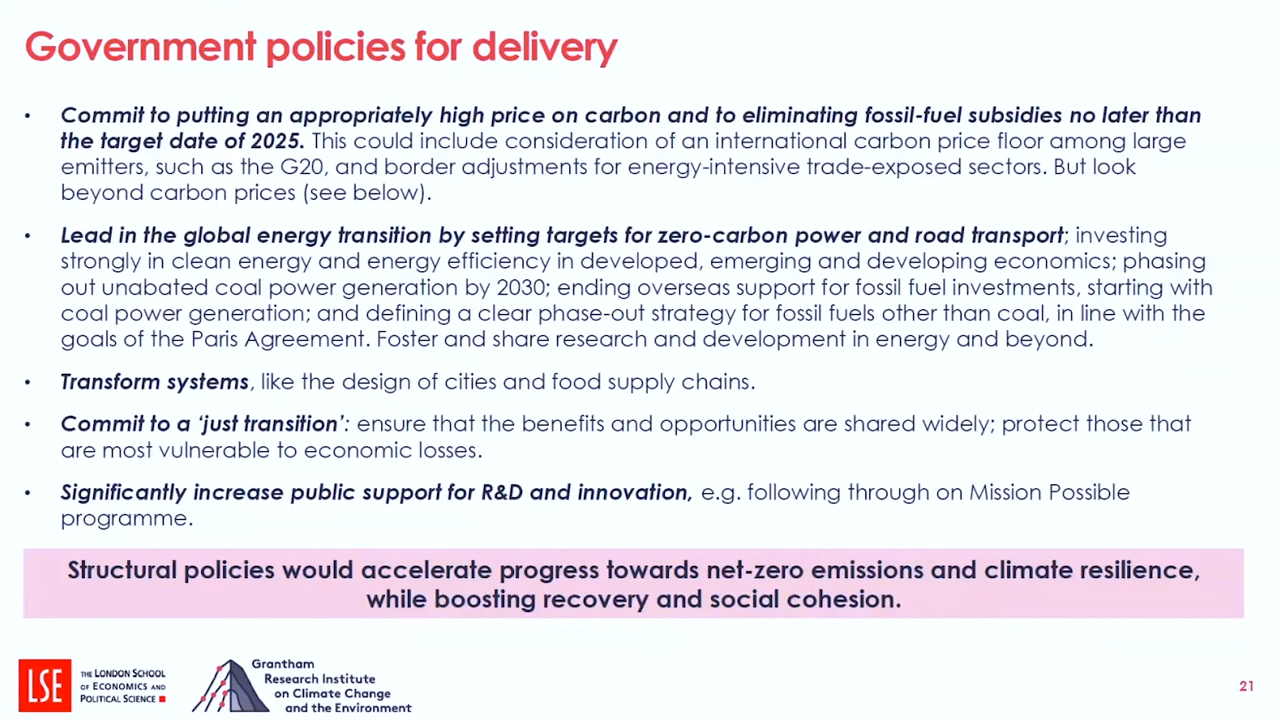 Government policies for delivery
• Commit to putting an appropriately high price on carbon and to eliminating fossil-fuel subsidies no later than
the target date of 2025. This could include consideration of an international carbon price floor among large
emitters, such as the G20, and border adjustments for energy-intensive trade-exposed sectors. But look
beyond carbon prices (see below).
• Lead in the global energy transition by setting targets for zero-carbon power and road transport; investing
strongly in clean energy and energy efficiency in developed, emerging and developing economics; phasing
out unabated coal power generation by 2030; ending overseas support for fossil fuel investments, starting with
coal power generation; and defining a clear phase-out strategy for fossil fuels other than coal, in line with the
goals of the Paris Agreement. Foster and share research and development in energy and beyond.
• Transform systems, like the design of cities and food supply chains.
• Commit to a ‘just transition’: ensure that the benefits and opportunities are shared widely; protect those that
are most vulnerable to economic losses.
• Significantly increase public support for R&D and innovation, e.g. following through on Mission Possible
programme.
Structural policies would accelerate progress towards net-zero emissions and climate resilience,
while boosting recovery and social cohesion.
LSE
THE LONDON SCHOOL
OF ECONOMICS AND
POLITICAL SCIENCE
Grantham
Research Institute
on Climate Change
and the Environment
21